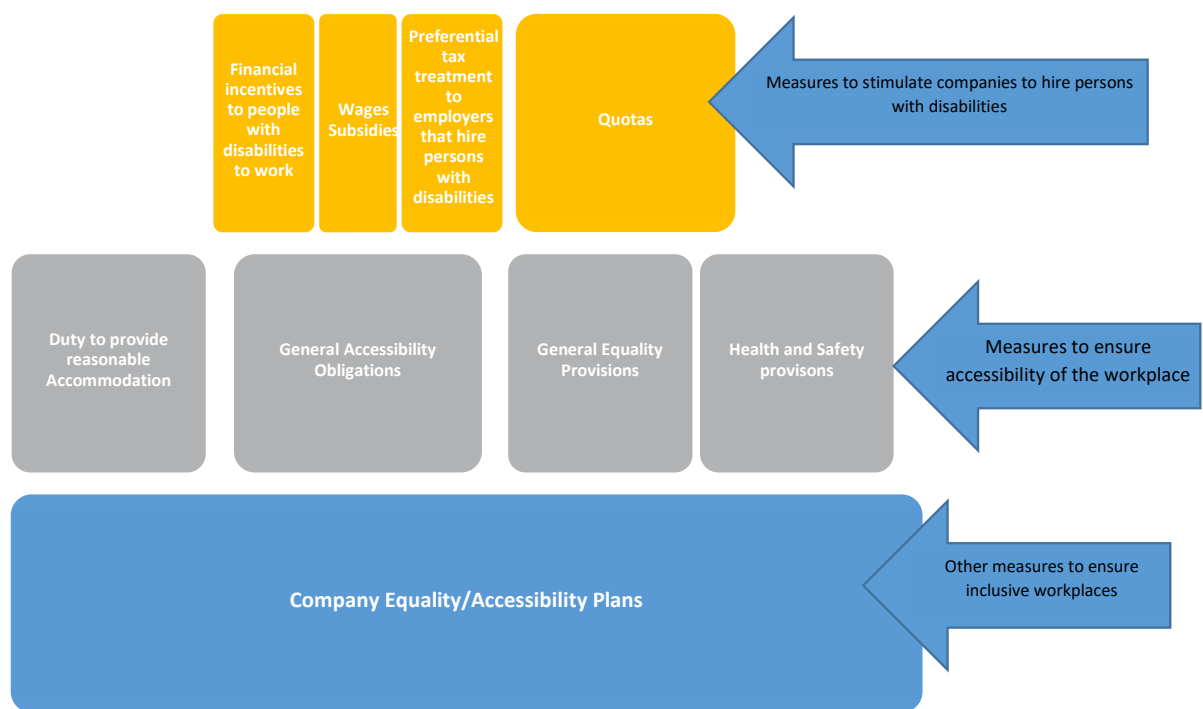 Financial
incentives
to people
with
disabilities
to work
Wages
Subsidies
Preferential
tax
treatment
to
employers
that hire
persons
with
disabilities
Quotas
Measures to stimulate companies to hire persons
with disabilities
Duty to provide
reasonable
Accommodation
General Accessibility
Obligations
General Equality
Provisions
Health and Safety
provisons
Measures to ensure
accessibility of the workplace
Company Equality/Accessibility Plans
Other measures to ensure
inclusive workplaces